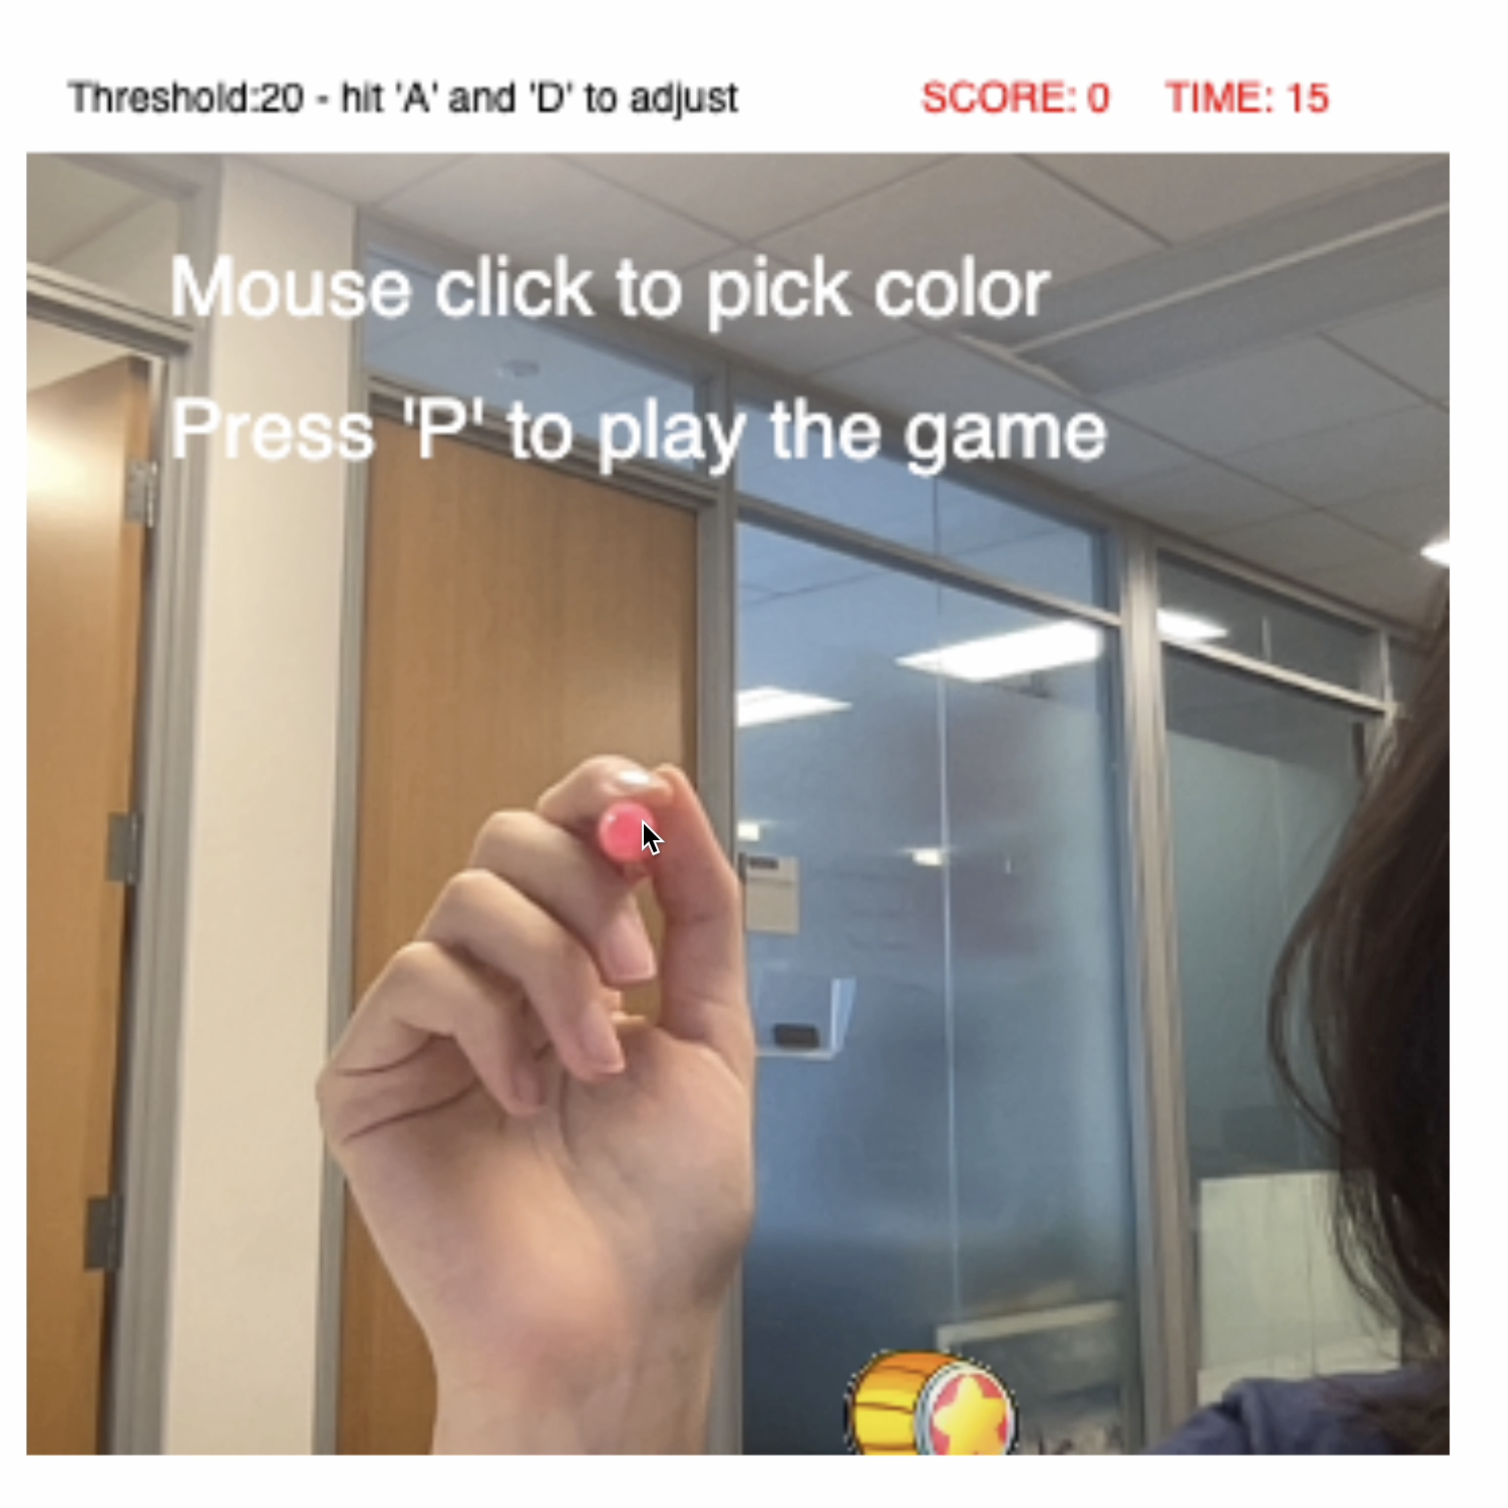 Threshold:20 - hit 'A' and 'D' to adjust SCORE: 0 TIME: 15
Mouse click to pick color
Press 'P' to play the game